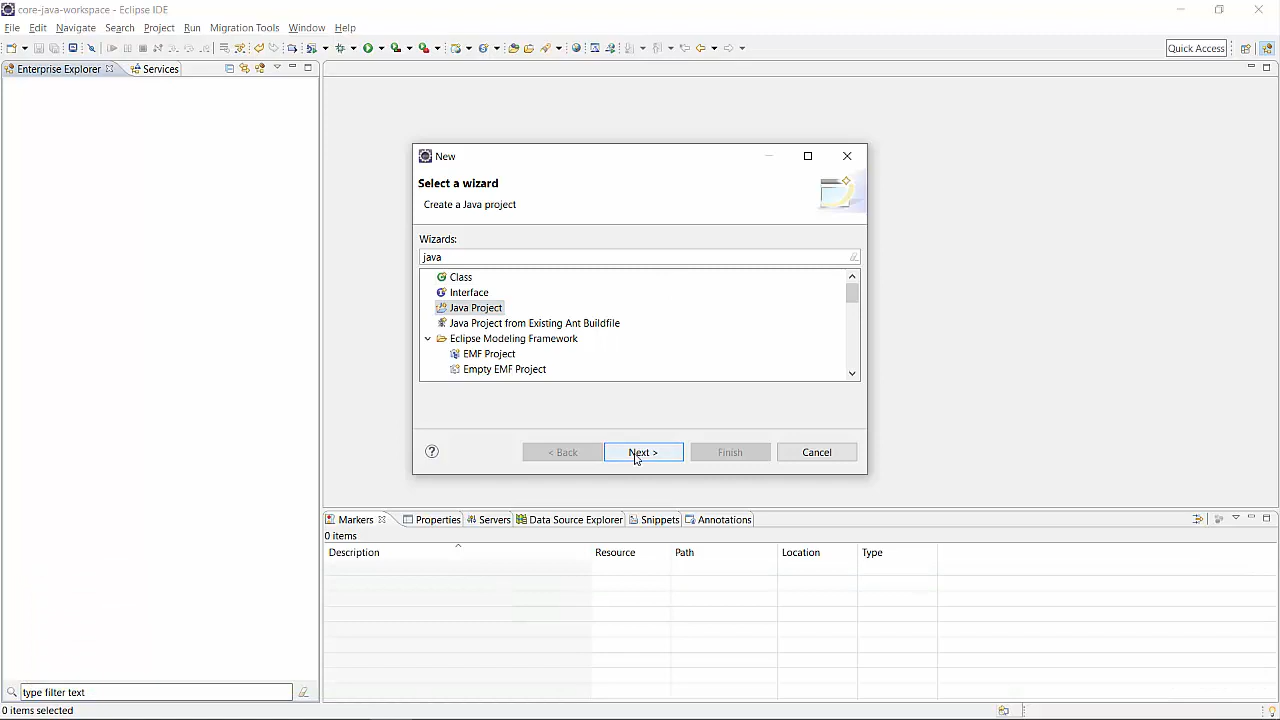 core-java-workspace - Eclipse IDE
File Edit Navigate Search Project Run Migration Tools Window Help
Quick Access
Enterprise Explorer Services
New
Select a wizard
Create a Java project
Wizards:
java
Class
Interface
Java Project
Java Project from Existing Ant Buildfile
Eclipse Modeling Framework
EMF Project
Empty EMF Project
? < Back Next > Finish Cancel
Markers Properties Servers Data Source Explorer Snippets Annotations
0 items
Description Resource Path Location Type
type filter text
0 items selected